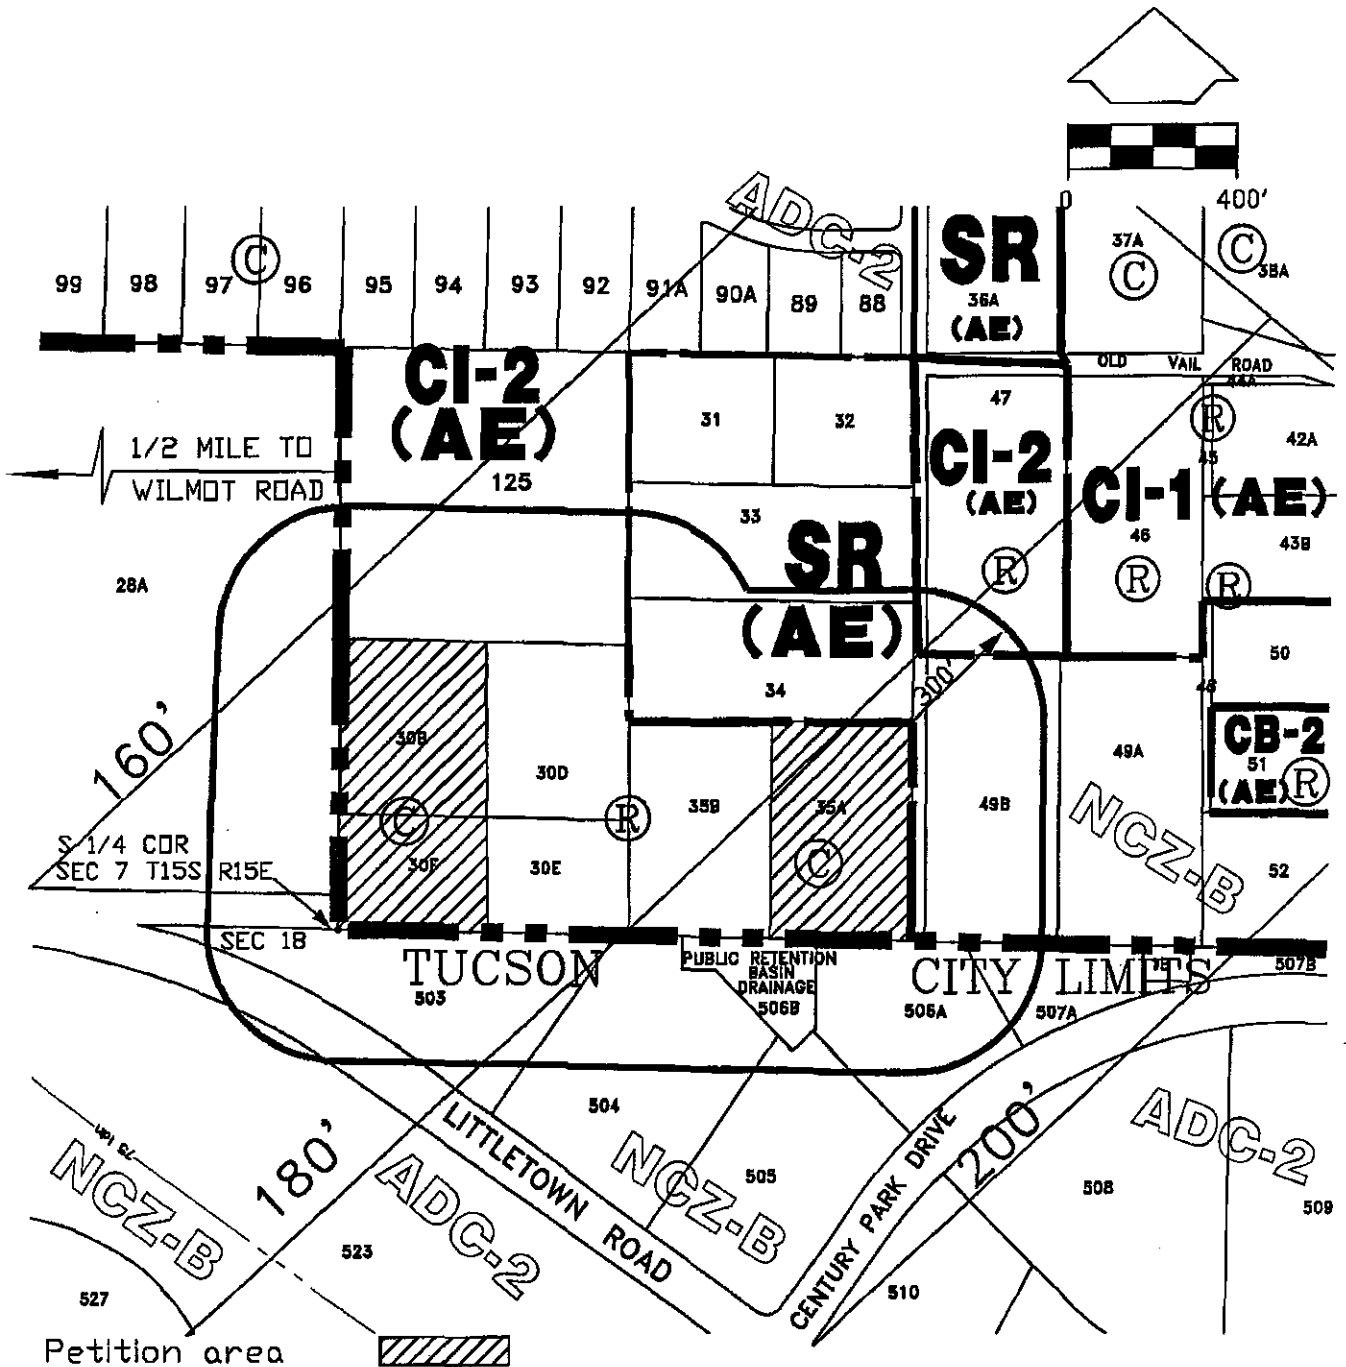 0 400'
ADC-2
SR
36A
(AE)
37A
C
C
38A
99 98 97 C 96 95 94 93 92 91A 90A 89 88
OLD VAIL ROAD
44A
CI-2
(AE)
125
31 32
47
CI-2
(AE)
R
R
45
42A
CI-1 (AE)
46
R
R
43B
1/2 MILE TO
WILMOT ROAD
33
SR
(AE)
28A
34
300'
50
48
CB-2
51
(AE) R
30B
30D
35B
35A
49B
49A
160'
C
R
C
NCZ-B
52
S 1/4 COR
SEC 7 T15S R15E
30F
30E
SEC 18
TUCSON CITY LIMITS
PUBLIC RETENTION
BASIN
DRAINAGE
506B
503
506A
507A
507B
504
LITTLETOWN ROAD
NCZ-B
505
CENTURY PARK DRIVE
200'
ADC-2
508
509
510
180'
NCZ-B
ADC-2
523
527
Petition area